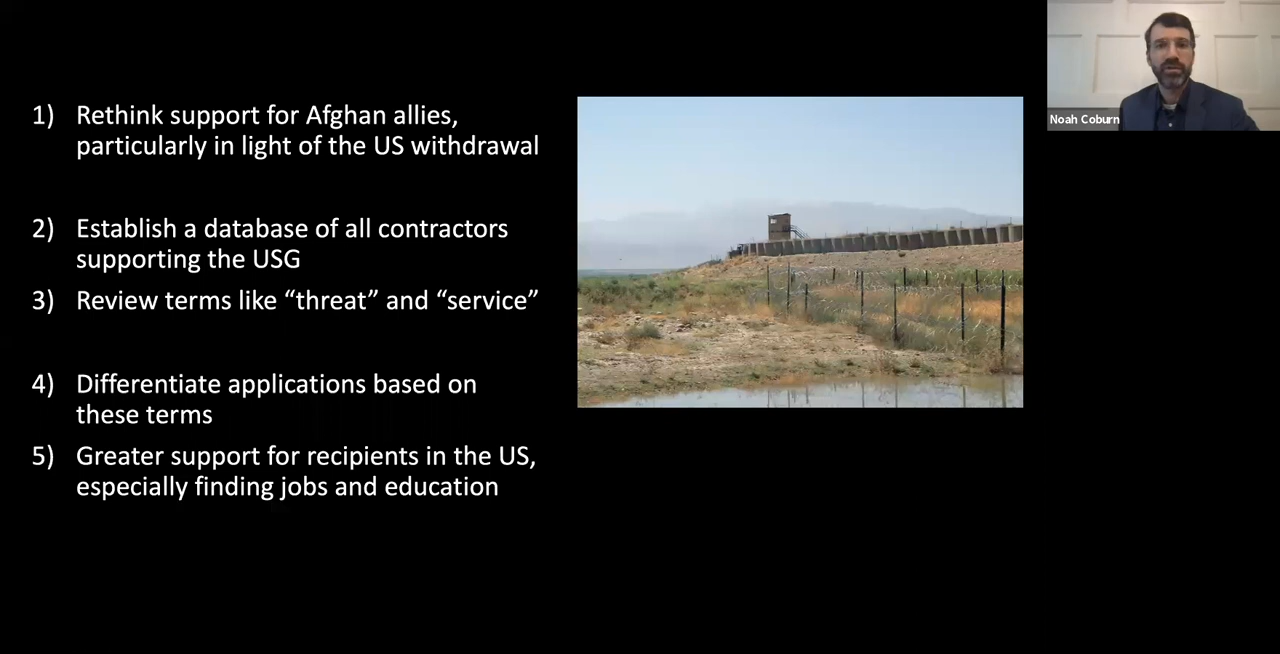 1) Rethink support for Afghan allies,
particularly in light of the US withdrawal
2) Establish a database of all contractors
supporting the USG
3) Review terms like “threat” and “service”
4) Differentiate applications based on
these terms
5) Greater support for recipients in the US,
especially finding jobs and education
Noah Coburn